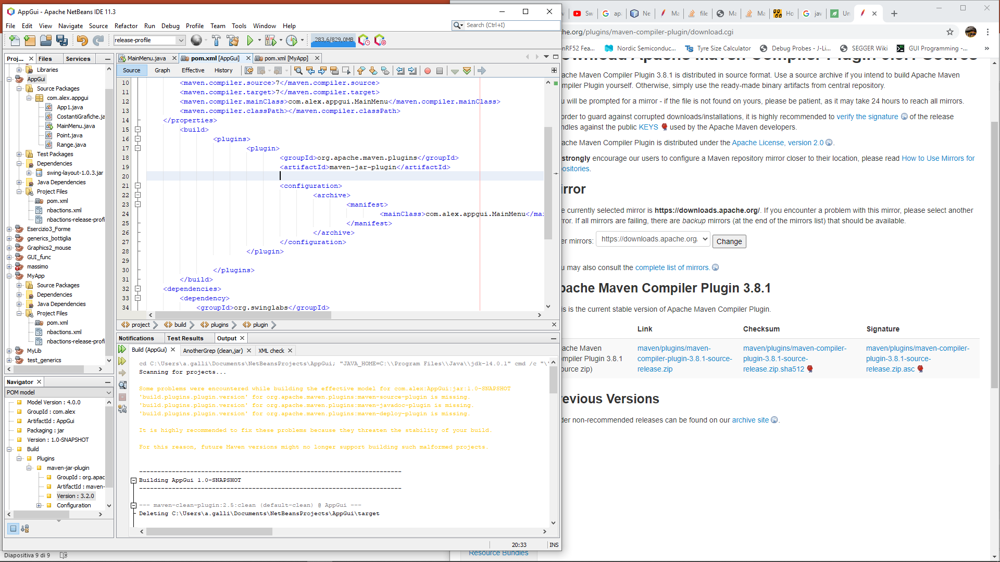 AppGui - Apache NetBeans IDE 11.3
File Edit View Navigate Source Refactor Run Debug Profile Team Tools Window Help
Search (Ctrl+I)
release-profile
283,6/829,0MB
Proj... Files Services
Libraries
AppGui
Source Packages
com.alex.appgui
App1.java
CostantiGrafiche.ja
MainMenu.java
Point.java
Range.java
Test Packages
Dependencies
swing-layout-1.0.3.jar
Java Dependencies
Project Files
pom.xml
nbactions.xml
nbactions-release-profi
Esercizio3_Forme
generics_bottiglia
Graphics2_mouse
GUI_func
massimo
MyApp
Source Packages
Dependencies
Java Dependencies
Project Files
pom.xml
nbactions.xml
nbactions-release-profi
MyLib
test_generics
Navigator
POM model
Model Version : 4.0.0
GroupId : com.alex
ArtifactId : AppGui
Packaging : jar
Version : 1.0-SNAPSHOT
Build
Plugins
maven-jar-plugin
GroupId : org.apac
ArtifactId : maven-
Version : 3.2.0
Configuration
MainMenu.java pom.xml [AppGui] pom.xml [MyApp]
Source Graph Effective History
10 <maven.compiler.source>7</maven.compiler.source>
11 <maven.compiler.target>7</maven.compiler.target>
12 <maven.compiler.mainClass>com.alex.appgui.MainMenu</maven.compiler.mainClass>
13 <maven.compiler.classPath></maven.compiler.classPath>
14 </properties>
15 <build>
16 <plugins>
17 <plugin>
18 <groupId>org.apache.maven.plugins</groupId>
19 <artifactId>maven-jar-plugin</artifactId>
20
21 <configuration>
22 <archive>
23 <manifest>
24 <mainClass>com.alex.appgui.MainMenu</mai
25 </manifest>
26 </archive>
27 </configuration>
28 </plugin>
29
30 </plugins>
31 </build>
32 <dependencies>
33 <dependency>
34 <groupId>org.swinglabs</groupId>
project build plugins plugin
Notifications Test Results Output
Build (AppGui) AnotherGrep (clean,jar) XML check
cd C:\Users\a.galli\Documents\NetBeansProjects\AppGui; "JAVA_HOME=C:\\Program Files\\Java\\jdk-14.0.1" cmd /c "\'
Scanning for projects...
Some problems were encountered while building the effective model for com.alex:AppGui:jar:1.0-SNAPSHOT
'build.plugins.plugin.version' for org.apache.maven.plugins:maven-source-plugin is missing.
'build.plugins.plugin.version' for org.apache.maven.plugins:maven-javadoc-plugin is missing.
'build.plugins.plugin.version' for org.apache.maven.plugins:maven-deploy-plugin is missing.
It is highly recommended to fix these problems because they threaten the stability of your build.
For this reason, future Maven versions might no longer support building such malformed projects.
------------------------------------------------------------------------
Building AppGui 1.0-SNAPSHOT
------------------------------------------------------------------------
--- maven-clean-plugin:2.5:clean (default-clean) @ AppGui ---
Deleting C:\Users\a.galli\Documents\NetBeansProjects\AppGui\target
20:33 INS
Diapositiva 9 di 9
Sw ap Ne Ma file Ma Ma Ho jav Un
he.org/plugins/maven-compiler-plugin/download.cgi
nRF52 Fea... Nordic Semiconduc... Tyre Size Calculator Debug Probes - J-Li... SEGGER Wiki GUI Programming -... »
ownload Apache Maven Compiler Plugin 3.8.1 Source
ache Maven Compiler Plugin 3.8.1 is distributed in source format. Use a source archive if you intend to build Apache Maven
mpiler Plugin yourself. Otherwise, simply use the ready-made binary artifacts from central repository.
u will be prompted for a mirror - if the file is not found on yours, please be patient, as it may take 24 hours to reach all mirrors.
order to guard against corrupted downloads/installations, it is highly recommended to verify the signature of the release
ndles against the public KEYS used by the Apache Maven developers.
ache Maven Compiler Plugin is distributed under the Apache License, version 2.0.
strongly encourage our users to configure a Maven repository mirror closer to their location, please read How to Use Mirrors for
ositories.
irror
e currently selected mirror is https://downloads.apache.org/. If you encounter a problem with this mirror, please select another
ror. If all mirrors are failing, there are backup mirrors (at the end of the mirrors list) that should be available.
er mirrors: https://downloads.apache.org. Change
u may also consult the complete list of mirrors.
pache Maven Compiler Plugin 3.8.1
is is the current stable version of Apache Maven Compiler Plugin.
Link Checksum Signature
ache Maven
mpiler Plugin 3.8.1
ource zip)
maven/plugins/maven-
compiler-plugin-3.8.1-source-
release.zip
maven/plugins/maven-compiler-
plugin-3.8.1-source-
release.zip.sha512
maven/plugins/maven-compiler-
plugin-3.8.1-source-
release.zip.asc
revious Versions
der non-recommended releases can be found on our archive site.
Resource Bundles